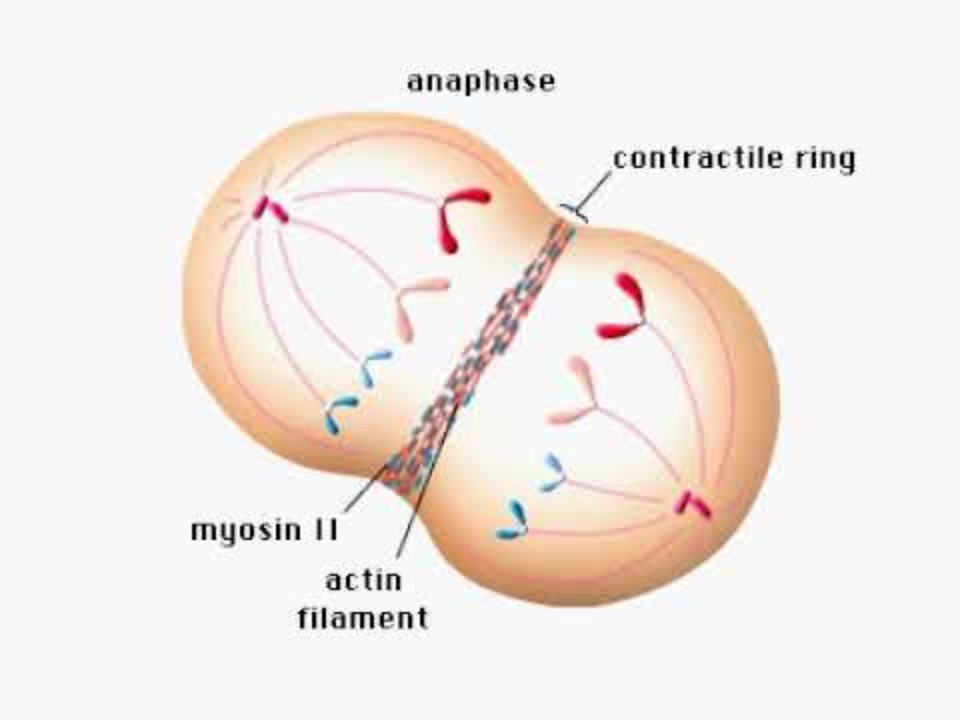 anaphase
contractile ring
myosin II
actin
filament